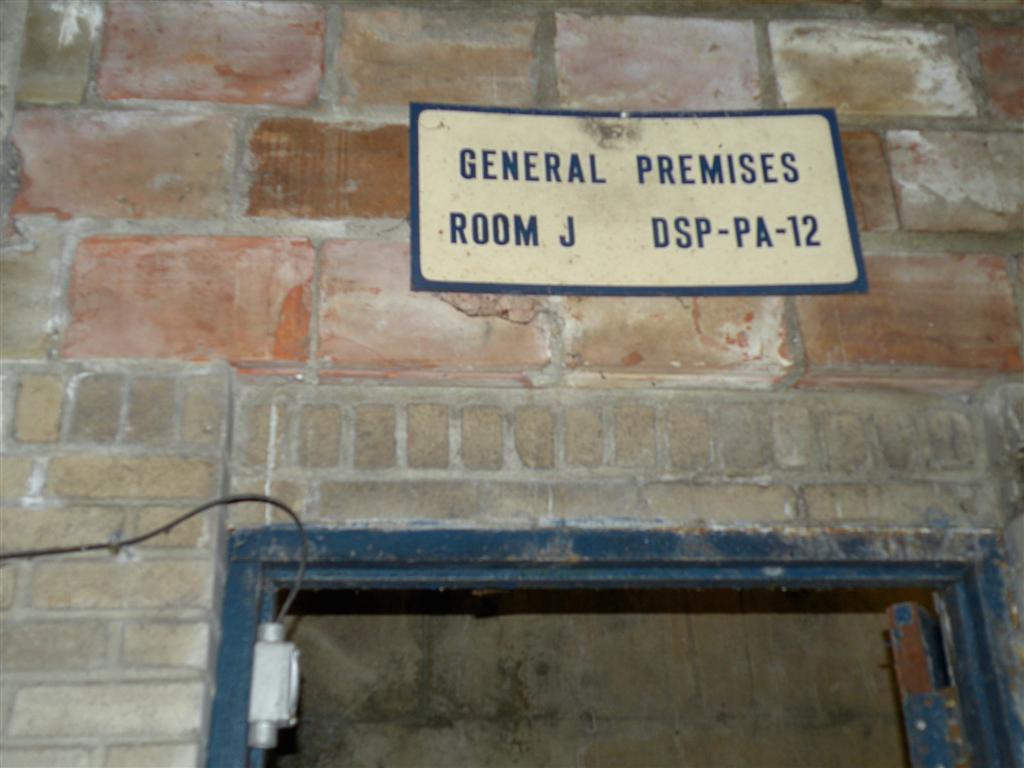 GENERAL PREMISES
ROOM J DSP-PA-12